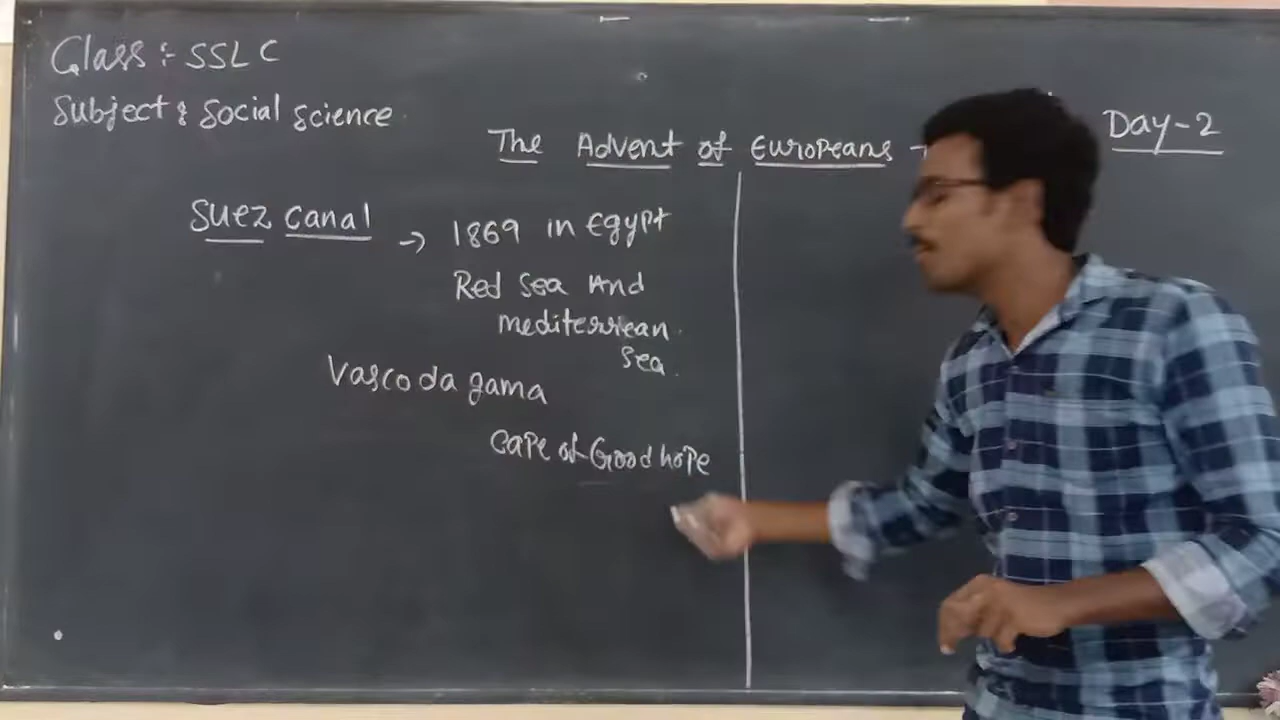 Class :- SSLC
Subject : Social science
The Advent of Europeans -
Day-2
Suez Canal → 1869 in Egypt
Red Sea And
mediterriean
Sea.
Vasco da gama
Cape of Good hope